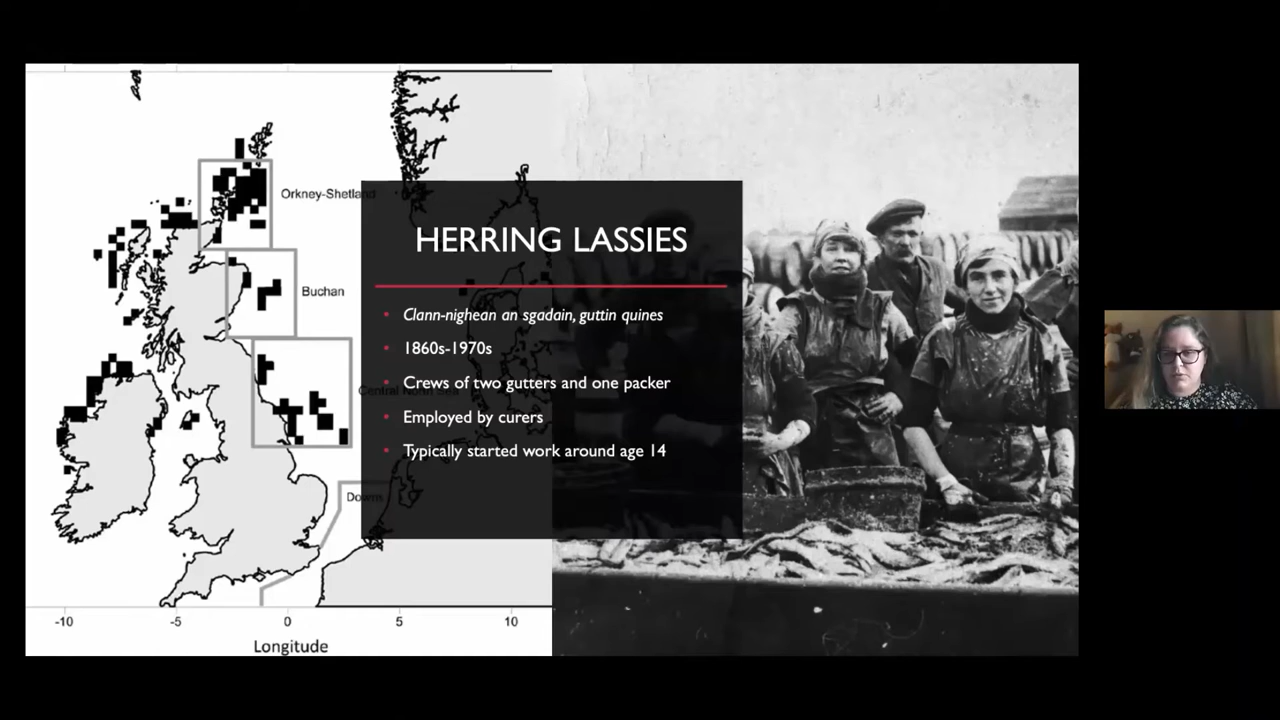 Orkney-Shetland
Buchan
Central North Sea
Downs
-10
-5
0
5
10
Longitude
HERRING LASSIES
• Clann-nighean an sgadain, guttin quines
• 1860s-1970s
• Crews of two gutters and one packer
• Employed by curers
• Typically started work around age 14